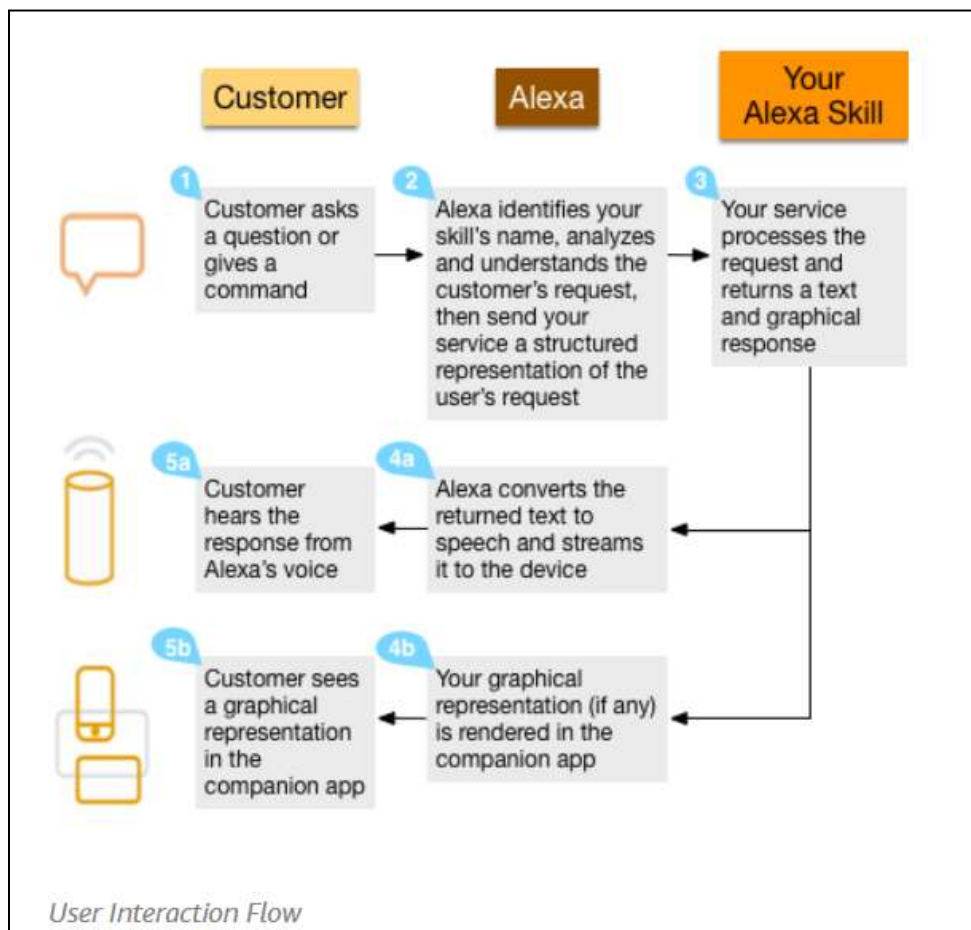 Customer
Alexa
Your
Alexa Skill
1
Customer asks
a question or
gives a
command
2
Alexa identifies your
skill's name, analyzes
and understands the
customer's request,
then send your
service a structured
representation of the
user's request
3
Your service
processes the
request and
returns a text
and graphical
response
5a
Customer
hears the
response from
Alexa's voice
4a
Alexa converts the
returned text to
speech and streams
it to the device
5b
Customer sees
a graphical
representation
in the
companion app
4b
Your graphical
representation (if any)
is rendered in the
companion app
User Interaction Flow